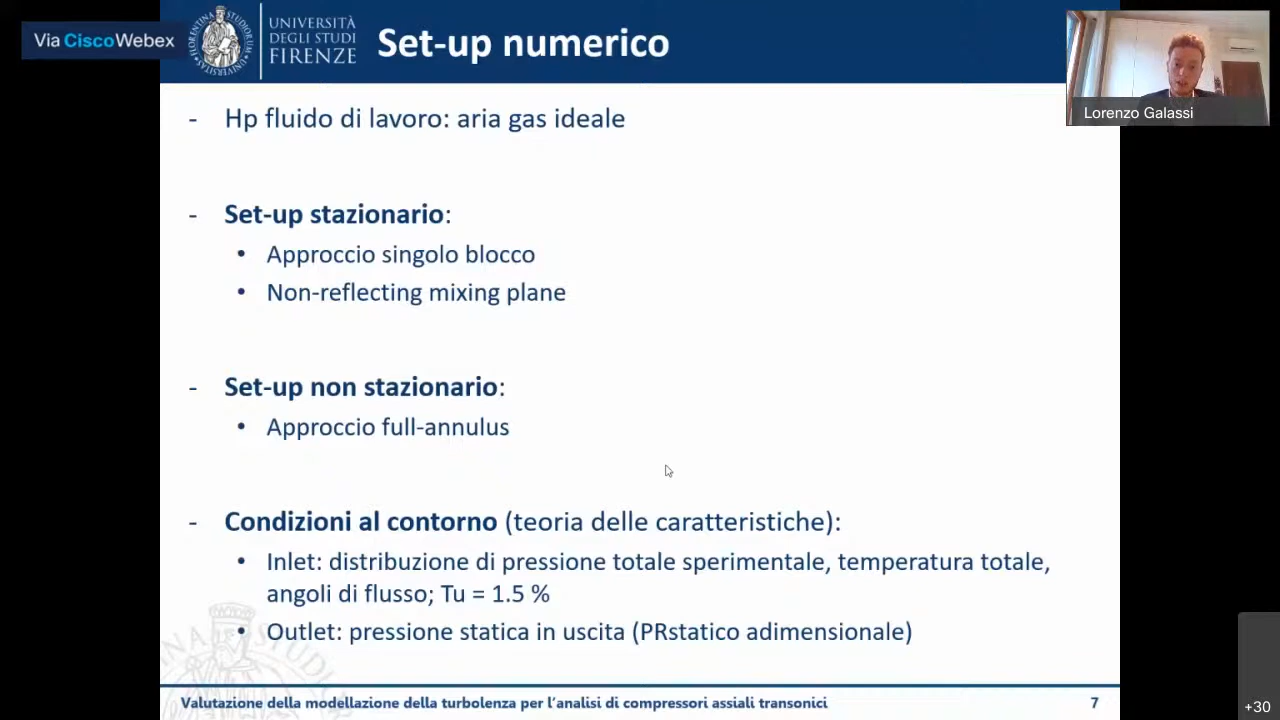 Via CiscoWebex
UNIVERSITÀ
DEGLI STUDI
FIRENZE
Set-up numerico
Lorenzo Galassi
- Hp fluido di lavoro: aria gas ideale
- Set-up stazionario:
• Approccio singolo blocco
• Non-reflecting mixing plane
- Set-up non stazionario:
• Approccio full-annulus
- Condizioni al contorno (teoria delle caratteristiche):
• Inlet: distribuzione di pressione totale sperimentale, temperatura totale,
angoli di flusso; Tu = 1.5 %
• Outlet: pressione statica in uscita (PRstatico adimensionale)
Valutazione della modellazione della turbolenza per l'analisi di compressori assiali transonici
7
+30